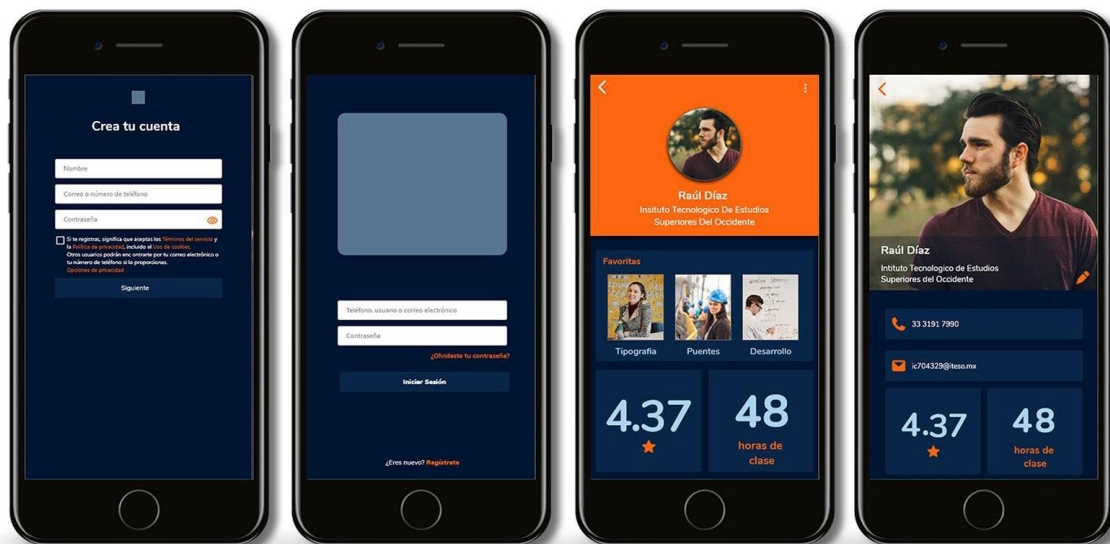 Crea tu cuenta
Nombre
Correo o número de teléfono
Contraseña
Si te registras, significa que aceptas los Términos del servicio y
la Política de privacidad, incluido el Uso de cookies.
Otros usuarios podrán enc ontrarte por tu correo electrónico o
tu número de teléfono si lo proporcionas.
Opciones de privacidad
Siguiente
Teléfono, usuario o correo electrónico
Contraseña
¿Olvidaste tu contraseña?
Iniciar Sesión
¿Eres nuevo? Regístrate
Raúl Díaz
Insituto Tecnologico De Estudios
Superiores Del Occidente
Favoritas
Tipografia
Puentes
Desarrollo
4.37
48
horas de
clase
Raúl Díaz
Intituto Tecnologico de Estudios
Superiores del Occidente
33 3191 7990
ic704329@iteso.mx
4.37
48
horas de
clase